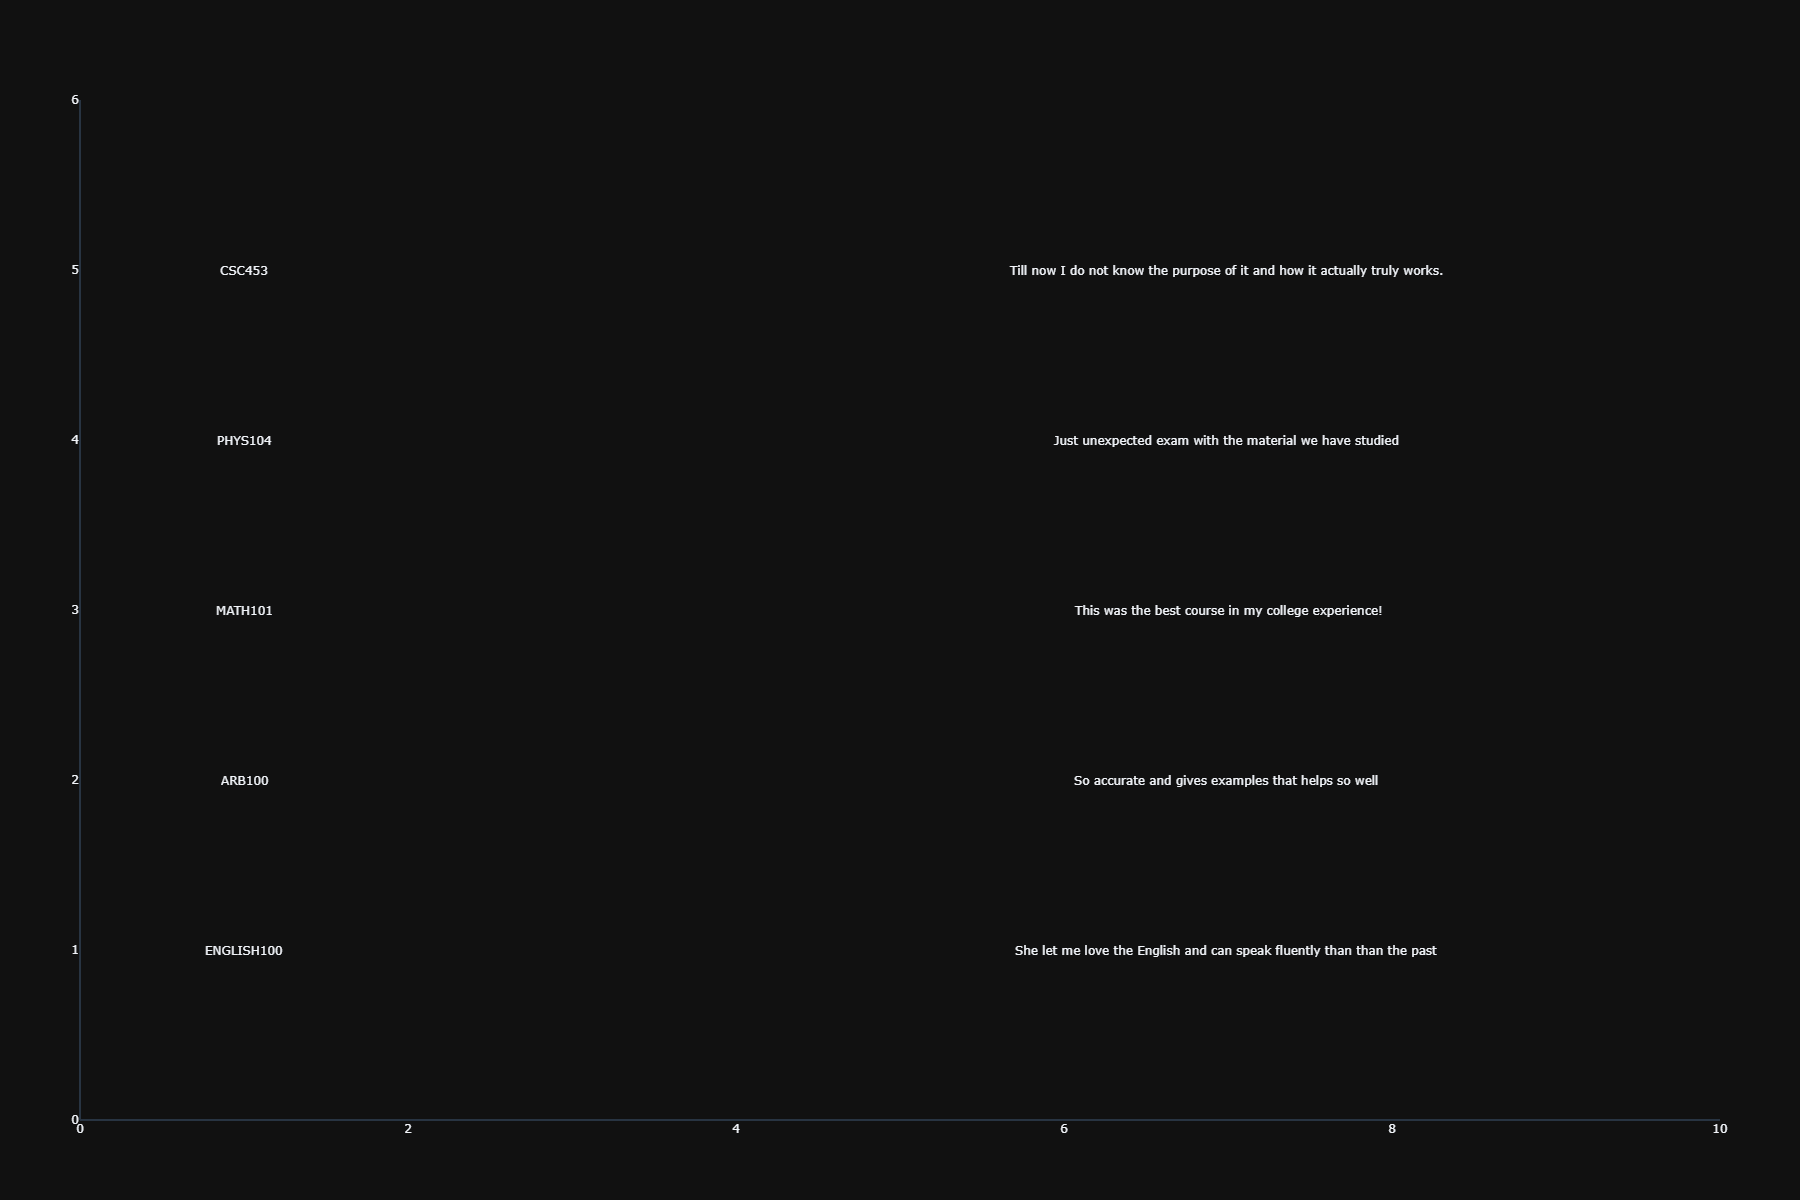 6
5
CSC453 Till now I do not know the purpose of it and how it actually truly works.
4
PHYS104 Just unexpected exam with the material we have studied
3
MATH101 This was the best course in my college experience!
2
ARB100 So accurate and gives examples that helps so well
1
ENGLISH100 She let me love the English and can speak fluently than than the past
0
0 2 4 6 8 10